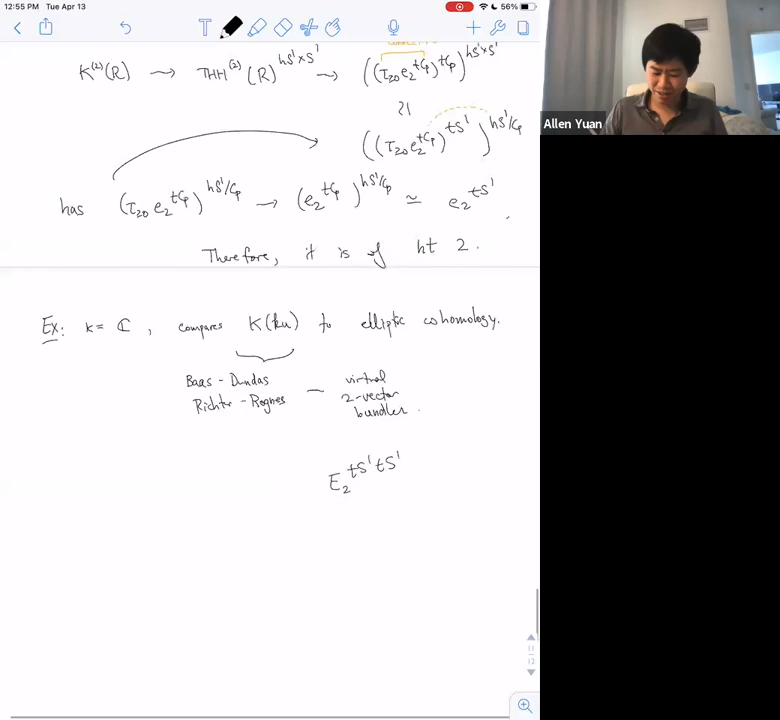 12:55 PM Tue Apr 13
56%
K^{(2)}(R) → THH^{(2)}(R)^{hS^1×S^1} → ((τ_{≥0} e_2^{tC_p})^{tC_p})^{hS^1×S^1}
((τ_{≥0} e_2^{tC_p})^{tS^1})^{hS^1/C_p}
has (τ_{≥0} e_2^{tC_p})^{hS^1/C_p} → (e_2^{tC_p})^{hS^1/C_p} ≃ e_2^{tS^1}.
Therefore, it is of ht 2.
Ex: k = ℂ, compares K(ku) to elliptic cohomology.
Baas - Dundas
Richter - Rognes
— virtual
2-vector
bundles.
E_2^{tS^1 tS^1}
Allen Yuan